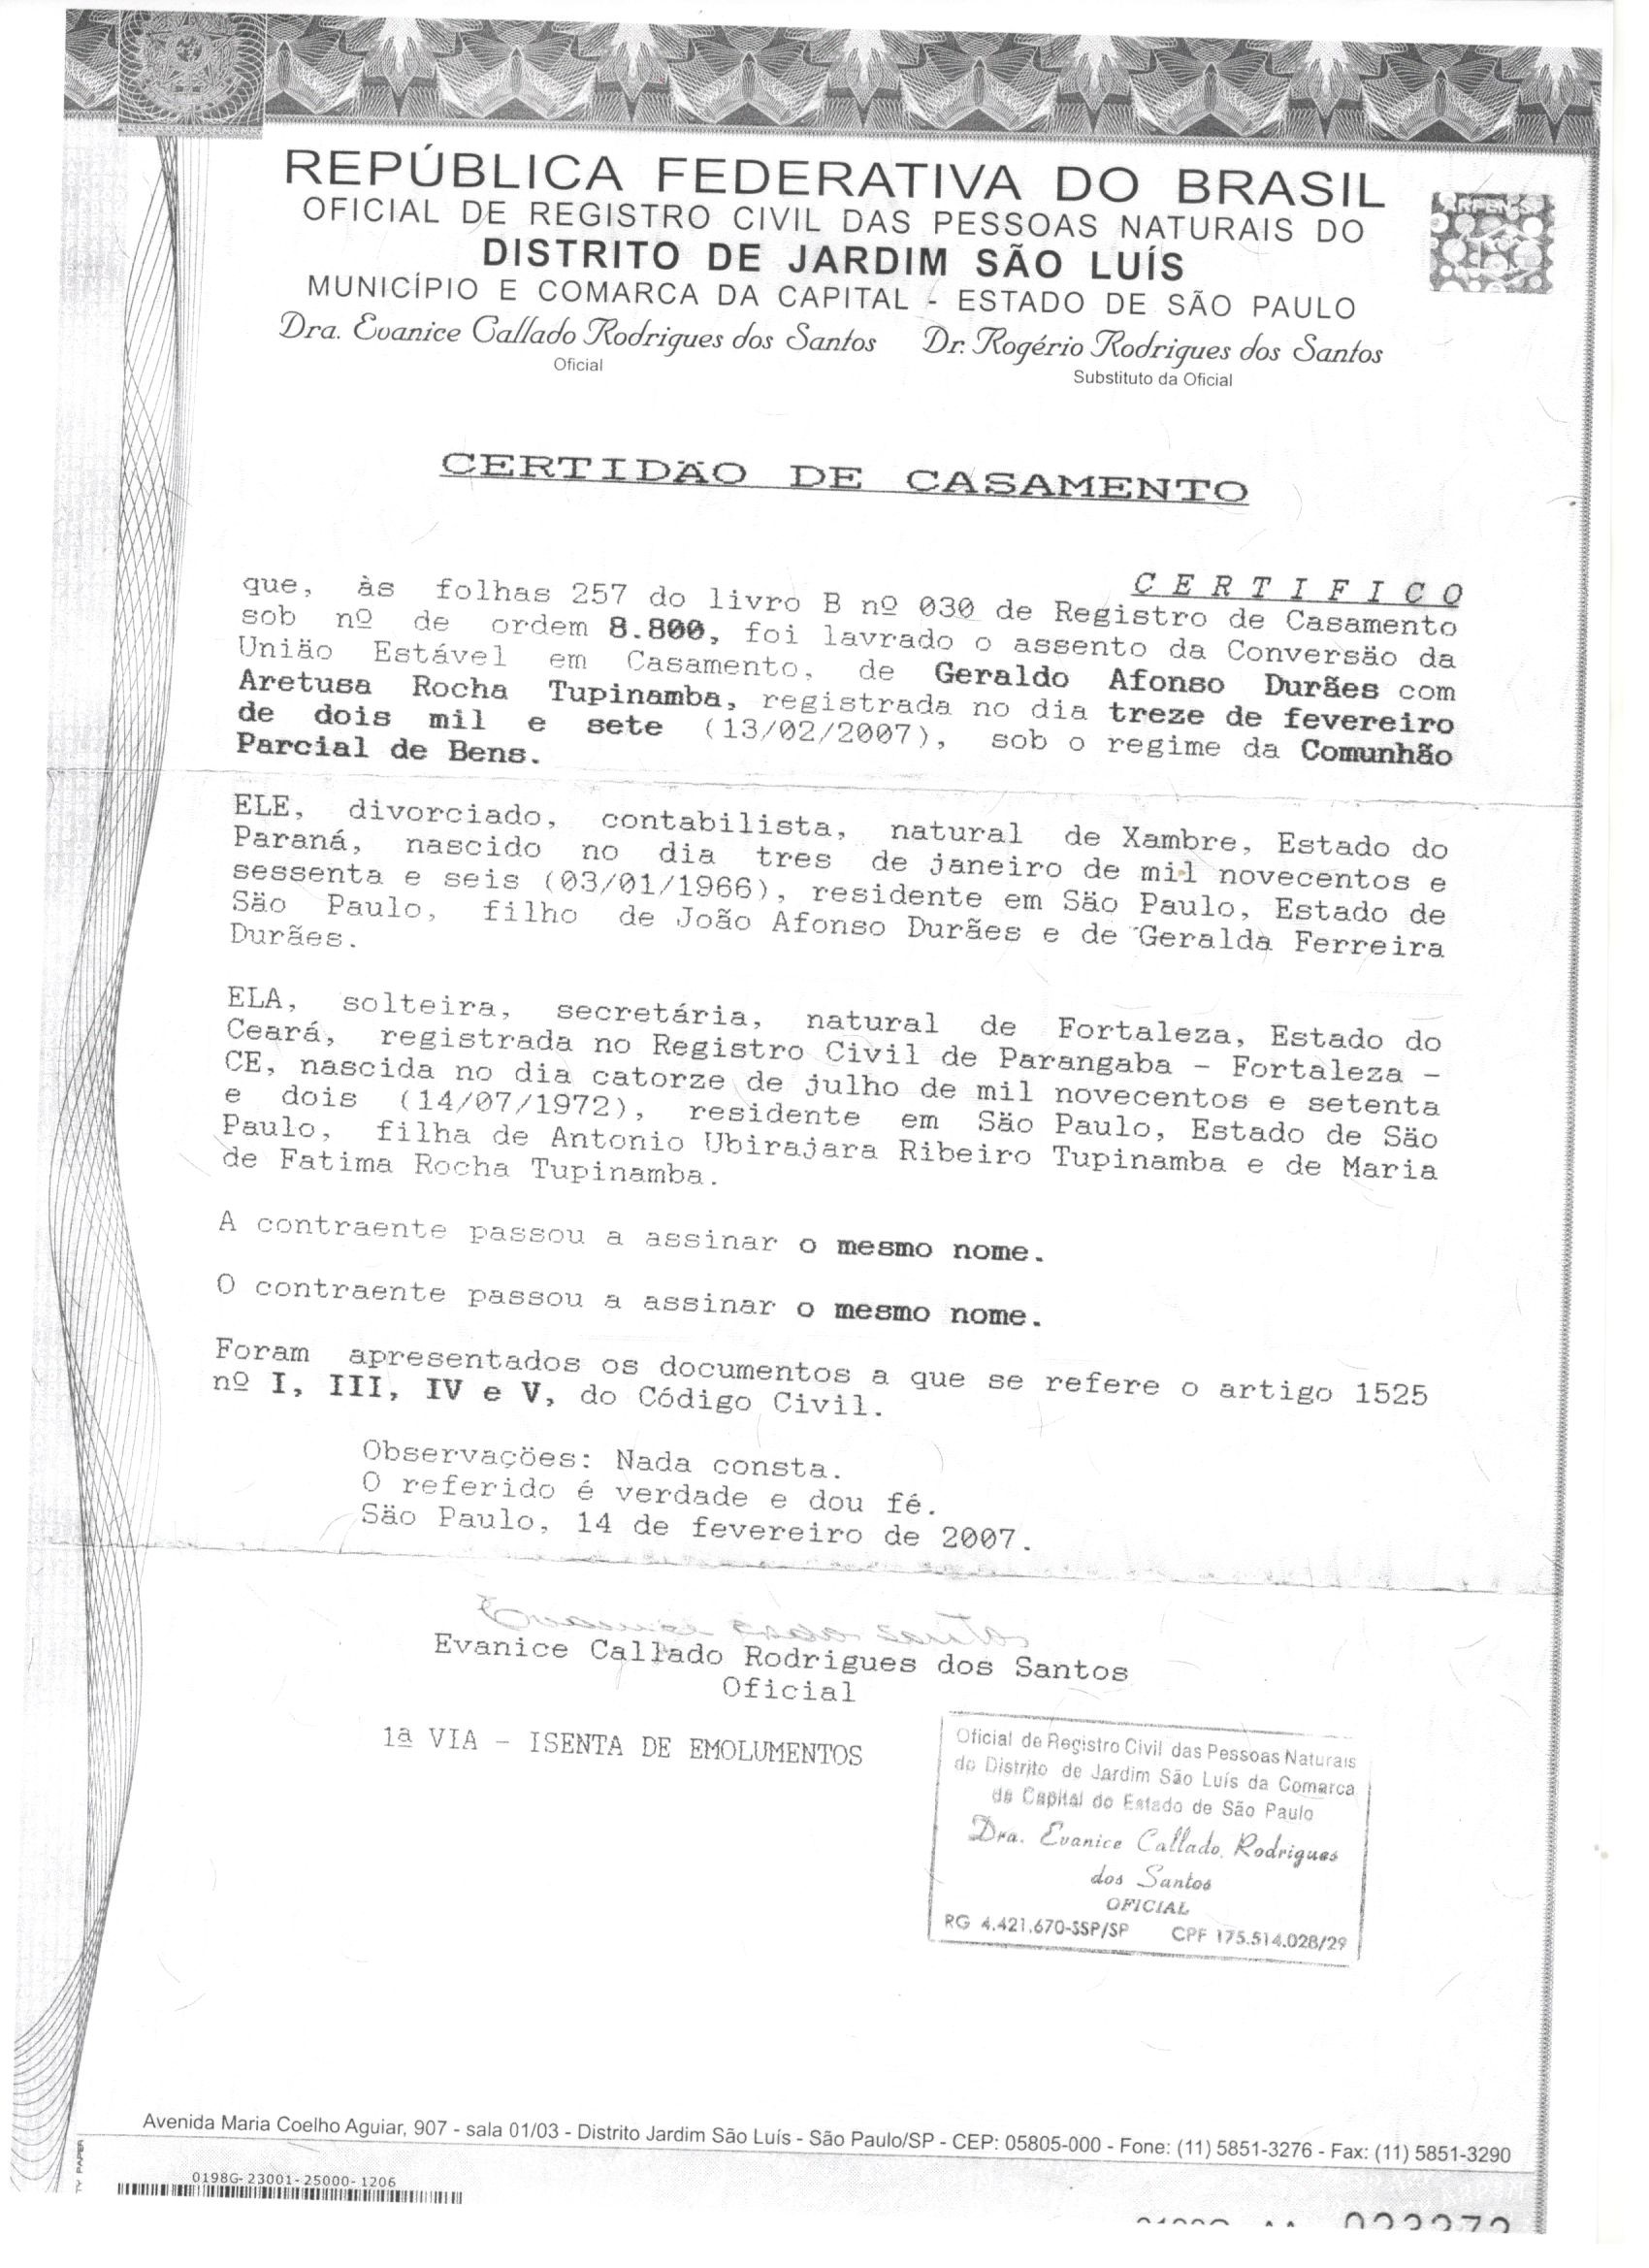 REPÚBLICA FEDERATIVA DO BRASIL
OFICIAL DE REGISTRO CIVIL DAS PESSOAS NATURAIS DO
DISTRITO DE JARDIM SÃO LUÍS
MUNICÍPIO E COMARCA DA CAPITAL - ESTADO DE SÃO PAULO
Dra. Evanice Callado Rodrigues dos Santos Dr. Rogério Rodrigues dos Santos
Oficial Substituto da Oficial
ARPEN-SP
CERTIDÃO DE CASAMENTO
CERTIFICO
que, às folhas 257 do livro B nº 030 de Registro de Casamento
sob nº de ordem 8.800, foi lavrado o assento da Conversão da
União Estável em Casamento, de Geraldo Afonso Durães com
Aretusa Rocha Tupinamba, registrada no dia treze de fevereiro
de dois mil e sete (13/02/2007), sob o regime da Comunhão
Parcial de Bens.
ELE, divorciado, contabilista, natural de Xambre, Estado do
Paraná, nascido no dia tres de janeiro de mil novecentos e
sessenta e seis (03/01/1966), residente em São Paulo, Estado de
São Paulo, filho de João Afonso Durães e de Geralda Ferreira
Durães.
ELA, solteira, secretária, natural de Fortaleza, Estado do
Ceará, registrada no Registro Civil de Parangaba - Fortaleza -
CE, nascida no dia catorze de julho de mil novecentos e setenta
e dois (14/07/1972), residente em São Paulo, Estado de São
Paulo, filha de Antonio Ubirajara Ribeiro Tupinamba e de Maria
de Fatima Rocha Tupinamba.
A contraente passou a assinar o mesmo nome.
O contraente passou a assinar o mesmo nome.
Foram apresentados os documentos a que se refere o artigo 1525
nº I, III, IV e V, do Código Civil.
Observações: Nada consta.
O referido é verdade e dou fé.
São Paulo, 14 de fevereiro de 2007.
Evanice Callado Rodrigues dos Santos
Oficial
1ª VIA - ISENTA DE EMOLUMENTOS
Oficial de Registro Civil das Pessoas Naturais
do Distrito de Jardim São Luís da Comarca
da Capital do Estado de São Paulo
Dra. Evanice Callado Rodrigues
dos Santos
OFICIAL
RG 4.421.670-SSP/SP CPF 175.514.028/29
Avenida Maria Coelho Aguiar, 907 - sala 01/03 - Distrito Jardim São Luís - São Paulo/SP - CEP: 05805-000 - Fone: (11) 5851-3276 - Fax: (11) 5851-3290
PAPER
0198G-23001-25000-1206